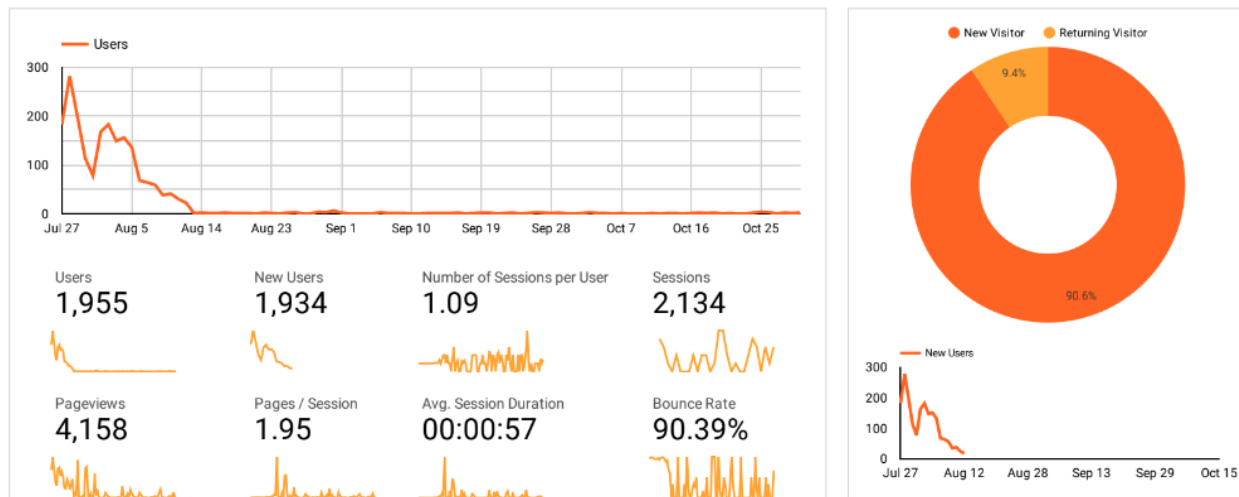 Users
300
200
100
0
Jul 27 Aug 5 Aug 14 Aug 23 Sep 1 Sep 10 Sep 19 Sep 28 Oct 7 Oct 16 Oct 25
Users New Users Number of Sessions per User Sessions
1,955 1,934 1.09 2,134
Pageviews Pages / Session Avg. Session Duration Bounce Rate
4,158 1.95 00:00:57 90.39%
New Visitor Returning Visitor
9.4%
90.6%
New Users
300
200
100
0
Jul 27 Aug 12 Aug 28 Sep 13 Sep 29 Oct 15